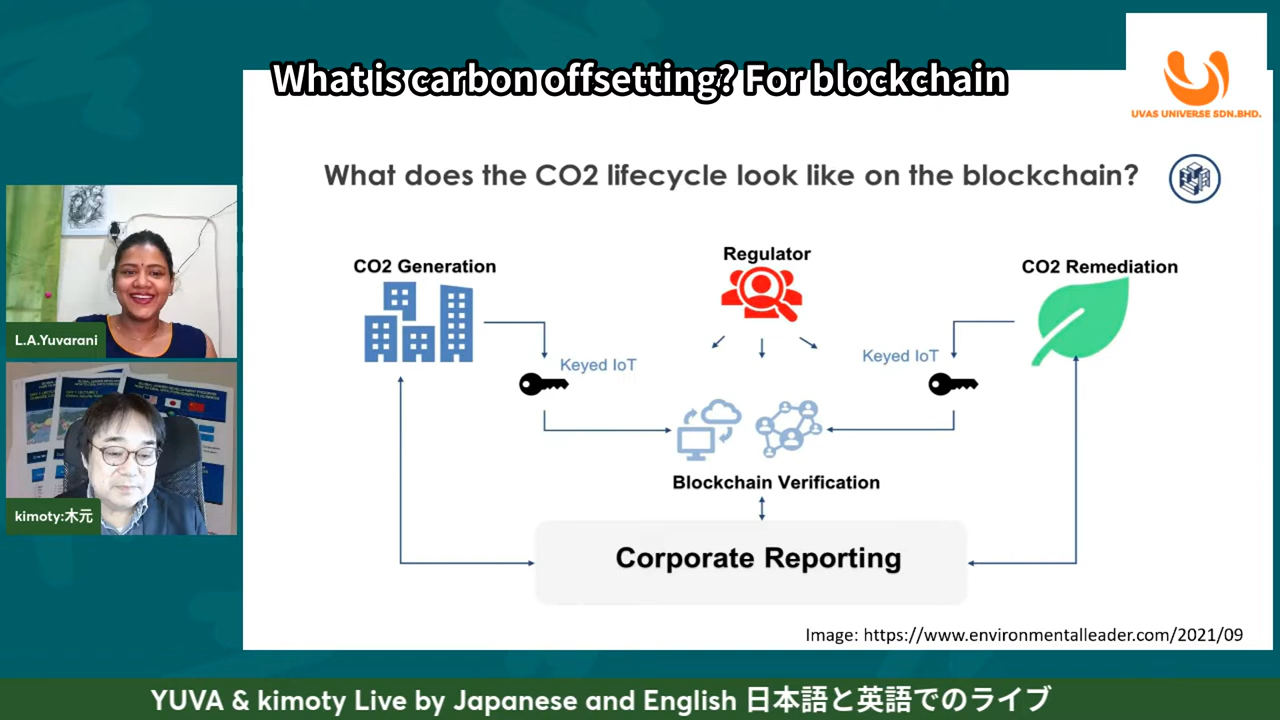 What is carbon offsetting? For blockchain
UVAS UNIVERSE SDN.BHD.
What does the CO2 lifecycle look like on the blockchain?
CO2 Generation
Regulator
CO2 Remediation
Keyed IoT
Keyed IoT
Blockchain Verification
Corporate Reporting
Image: https://www.environmentalleader.com/2021/09
L.A.Yuvarani
kimoty:木元
YUVA & kimoty Live by Japanese and English 日本語と英語でのライブ